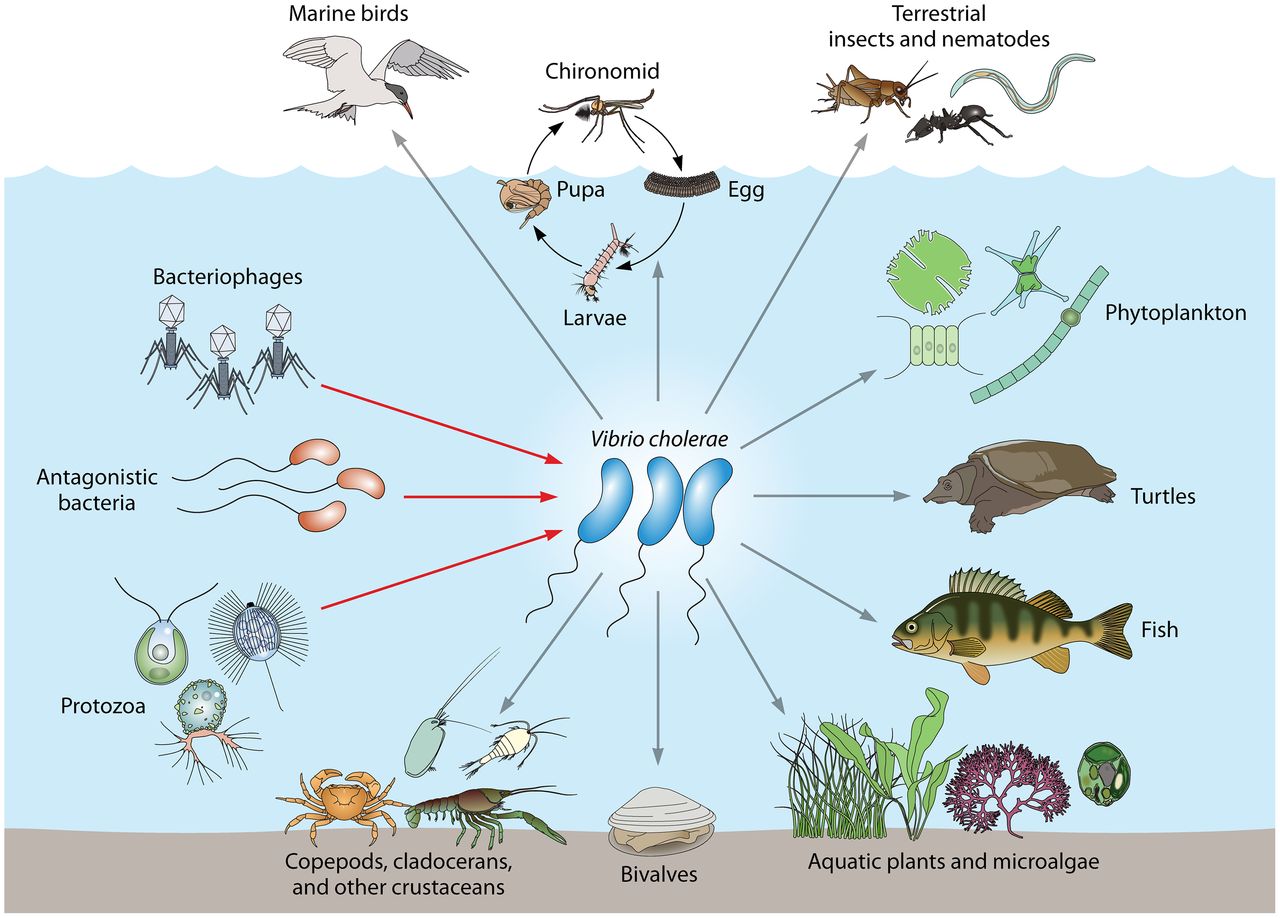 Marine birds
Terrestrial
insects and nematodes
Chironomid
Pupa
Egg
Larvae
Bacteriophages
Phytoplankton
Vibrio cholerae
Antagonistic
bacteria
Turtles
Fish
Protozoa
Copepods, cladocerans,
and other crustaceans
Bivalves
Aquatic plants and microalgae